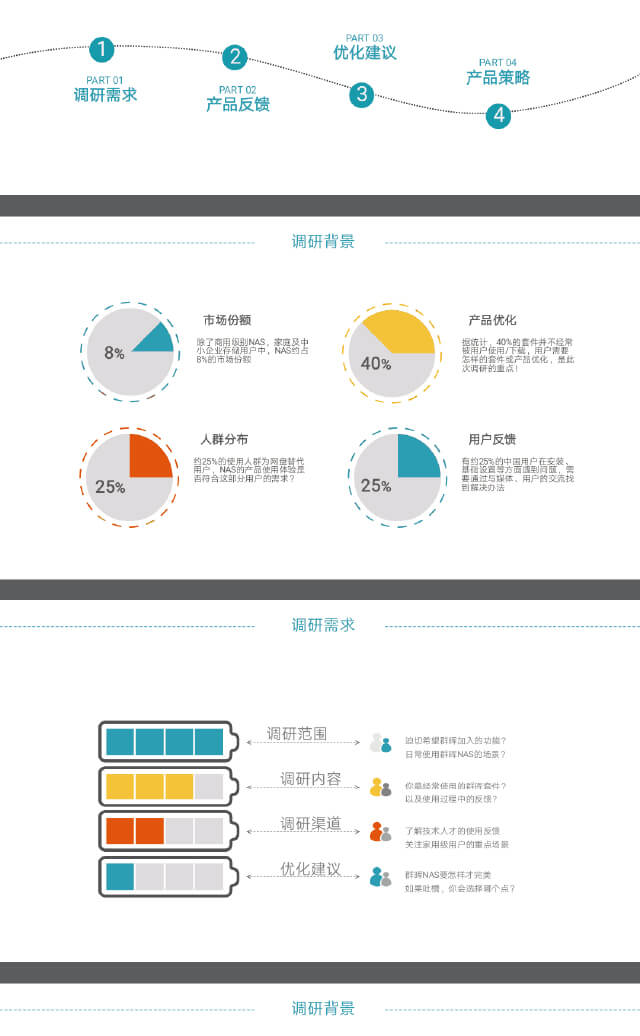 1
PART 01
调研需求
2
PART 02
产品反馈
PART 03
优化建议
3
PART 04
产品策略
4
调研背景
8%
市场份额
除了商用级别NAS，家庭及中
小企业存储用户中，NAS约占
8%的市场份额
40%
产品优化
据统计，40%的套件并不经常
被用户使用/下载，用户需要
怎样的套件或产品优化，是此
次调研的重点！
25%
人群分布
约25%的使用人群为网盘替代
用户，NAS的产品使用体验是
否符合这部分用户的需求？
25%
用户反馈
有约25%的中国用户在安装、
基础设置等方面遇到问题，需
要通过与媒体、用户的交流找
到解决办法
调研需求
调研范围
迫切希望群晖加入的功能？
日常使用群晖NAS的场景？
调研内容
你最经常使用的群晖套件？
以及使用过程中的反馈？
调研渠道
了解技术人才的使用反馈
关注家用级用户的重点场景
优化建议
群晖NAS要怎样才完美
如果吐槽，你会选择哪个点？
调研背景